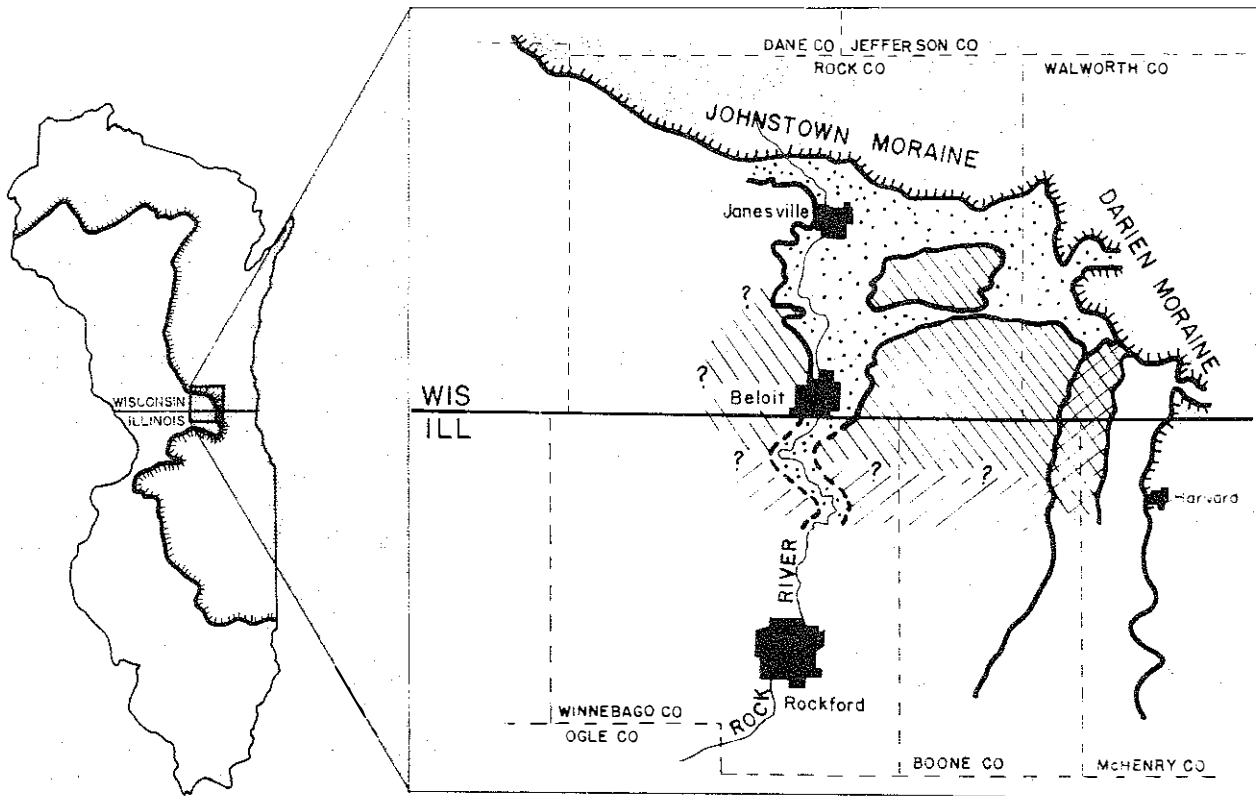 DANE CO JEFFERSON CO
ROCK CO
WALWORTH CO
JOHNSTOWN MORAINE
DARIEN MORAINE
Janesville
?
?
Beloit
WISCONSIN
ILLINOIS
WIS
ILL
?
?
?
Harvard
RIVER
ROCK
Rockford
WINNEBAGO CO
OGLE CO
BOONE CO
McHENRY CO